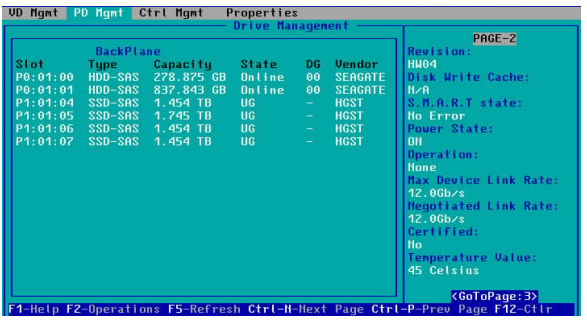 VD Mgmt PD Mgmt Ctrl Mgmt Properties
Drive Management
BackPlane
Slot Type Capacity State DG Vendor
P0:01:00 HDD-SAS 278.875 GB Online 00 SEAGATE
P0:01:01 HDD-SAS 837.843 GB Online 00 SEAGATE
P1:01:04 SSD-SAS 1.454 TB UG - HGST
P1:01:05 SSD-SAS 1.745 TB UG - HGST
P1:01:06 SSD-SAS 1.454 TB UG - HGST
P1:01:07 SSD-SAS 1.454 TB UG - HGST
PAGE-2
Revision:
HW04
Disk Write Cache:
N/A
S.M.A.R.T state:
No Error
Power State:
ON
Operation:
None
Max Device Link Rate:
12.0Gb/s
Negotiated Link Rate:
12.0Gb/s
Certified:
No
Temperature Value:
45 Celsius
<GoToPage:3>
F1-Help F2-Operations F5-Refresh Ctrl-N-Next Page Ctrl-P-Prev Page F12-Ctlr